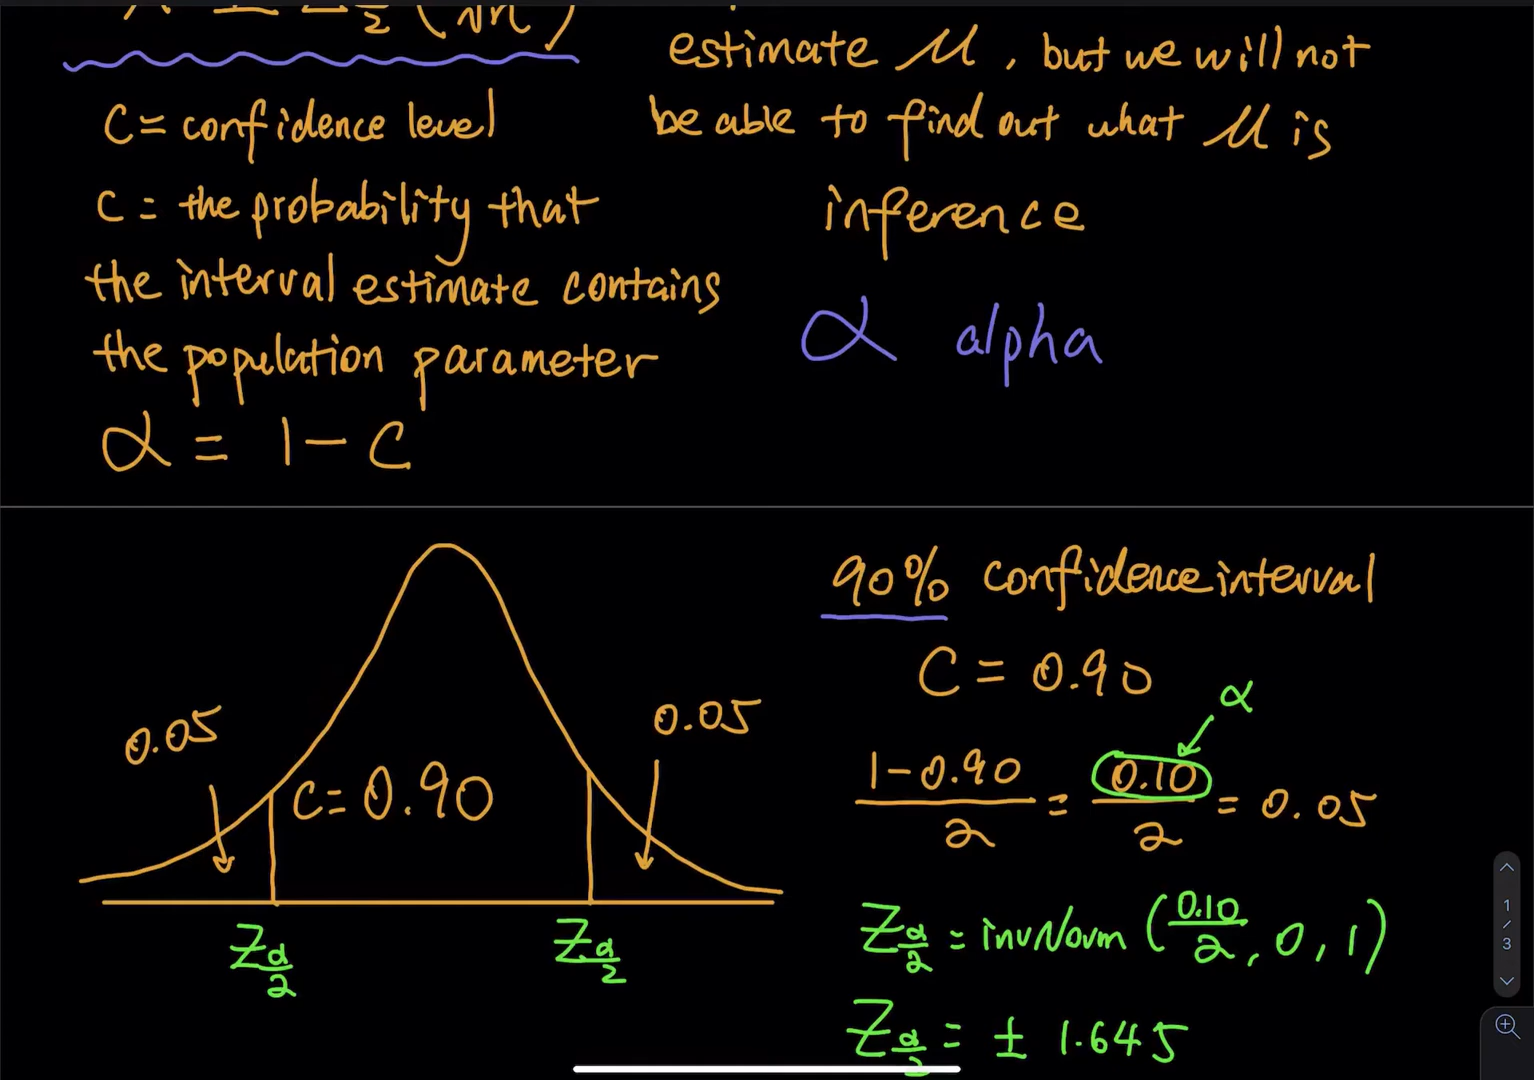 estimate μ, but we will not
be able to find out what μ is
inference
α alpha
C = confidence level
C = the probability that
the interval estimate contains
the population parameter
α = 1 - C
0.05
C = 0.90
0.05
Z α/2
Z α/2
90% confidence interval
C = 0.90
α
(1-0.90)/2 = 0.10/2 = 0.05
Z α/2 = invNorm (0.10/2, 0, 1)
Z α/2 = ± 1.645
1
/
3